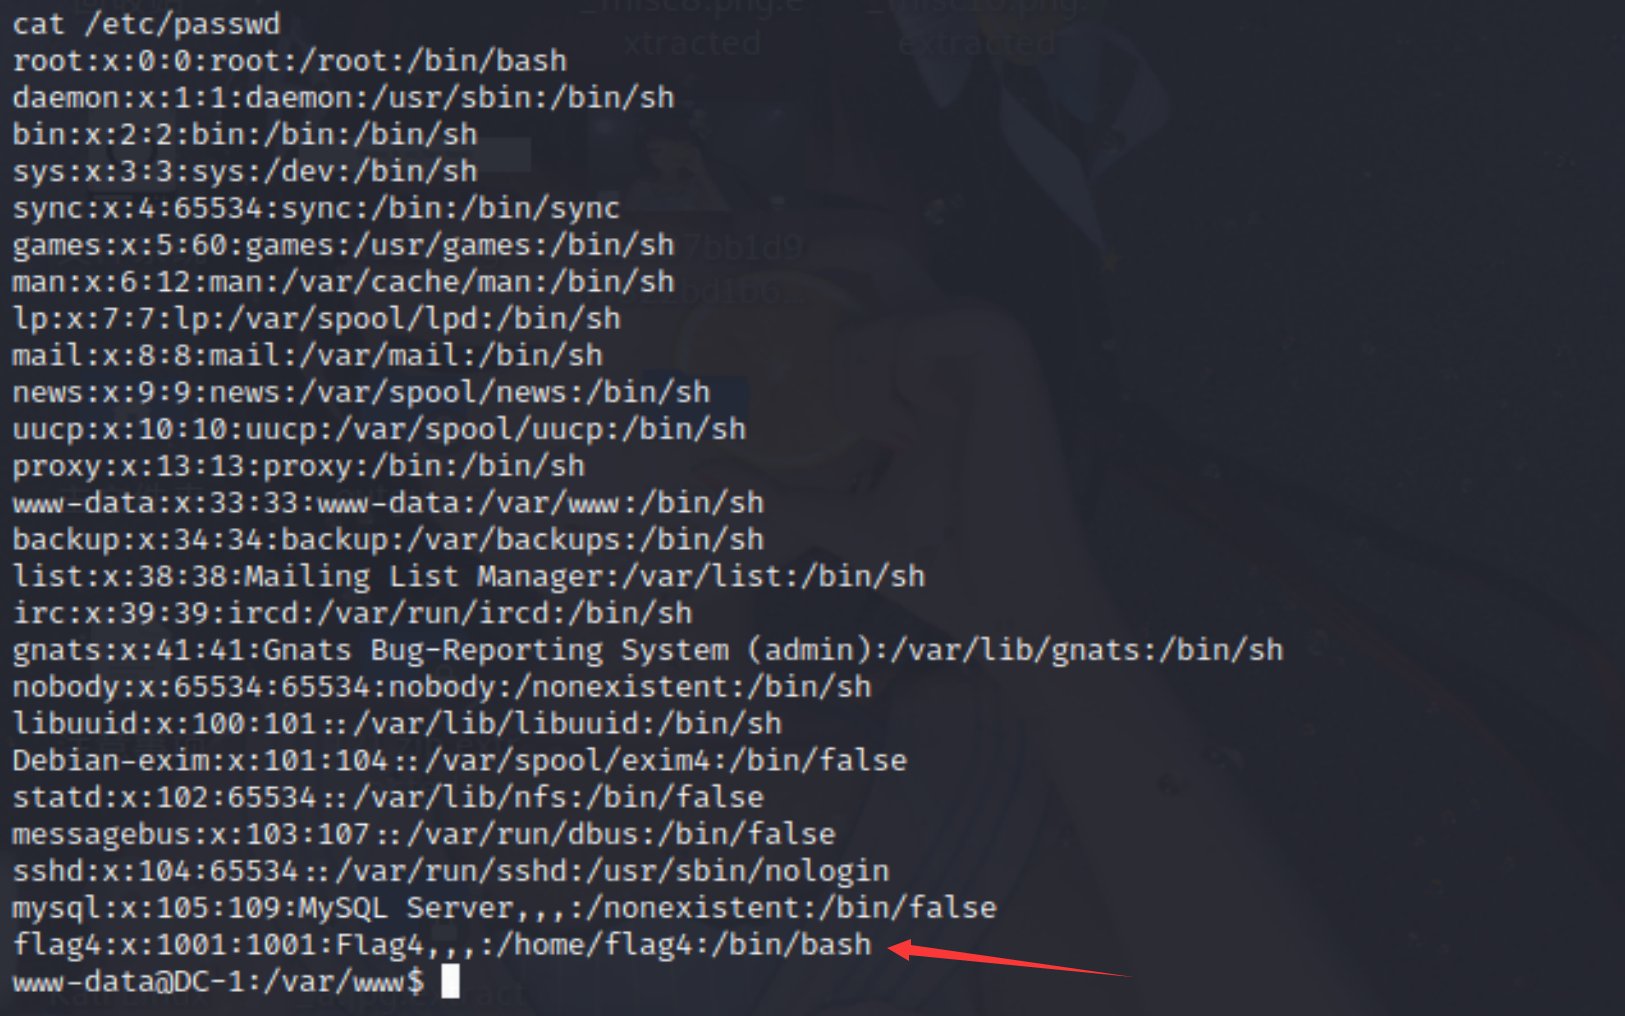 _misc8.png.e _misc10.png.
xtracted extracted
cat /etc/passwd
root:x:0:0:root:/root:/bin/bash
daemon:x:1:1:daemon:/usr/sbin:/bin/sh
bin:x:2:2:bin:/bin:/bin/sh
sys:x:3:3:sys:/dev:/bin/sh
sync:x:4:65534:sync:/bin:/bin/sync
games:x:5:60:games:/usr/games:/bin/sh
man:x:6:12:man:/var/cache/man:/bin/sh
lp:x:7:7:lp:/var/spool/lpd:/bin/sh
mail:x:8:8:mail:/var/mail:/bin/sh
news:x:9:9:news:/var/spool/news:/bin/sh
uucp:x:10:10:uucp:/var/spool/uucp:/bin/sh
proxy:x:13:13:proxy:/bin:/bin/sh
www-data:x:33:33:www-data:/var/www:/bin/sh
backup:x:34:34:backup:/var/backups:/bin/sh
list:x:38:38:Mailing List Manager:/var/list:/bin/sh
irc:x:39:39:ircd:/var/run/ircd:/bin/sh
gnats:x:41:41:Gnats Bug-Reporting System (admin):/var/lib/gnats:/bin/sh
nobody:x:65534:65534:nobody:/nonexistent:/bin/sh
libuuid:x:100:101::/var/lib/libuuid:/bin/sh
Debian-exim:x:101:104::/var/spool/exim4:/bin/false
statd:x:102:65534::/var/lib/nfs:/bin/false
messagebus:x:103:107::/var/run/dbus:/bin/false
sshd:x:104:65534::/var/run/sshd:/usr/sbin/nologin
mysql:x:105:109:MySQL Server,,,:/nonexistent:/bin/false
flag4:x:1001:1001:Flag4,,,:/home/flag4:/bin/bash
www-data@DC-1:/var/www$